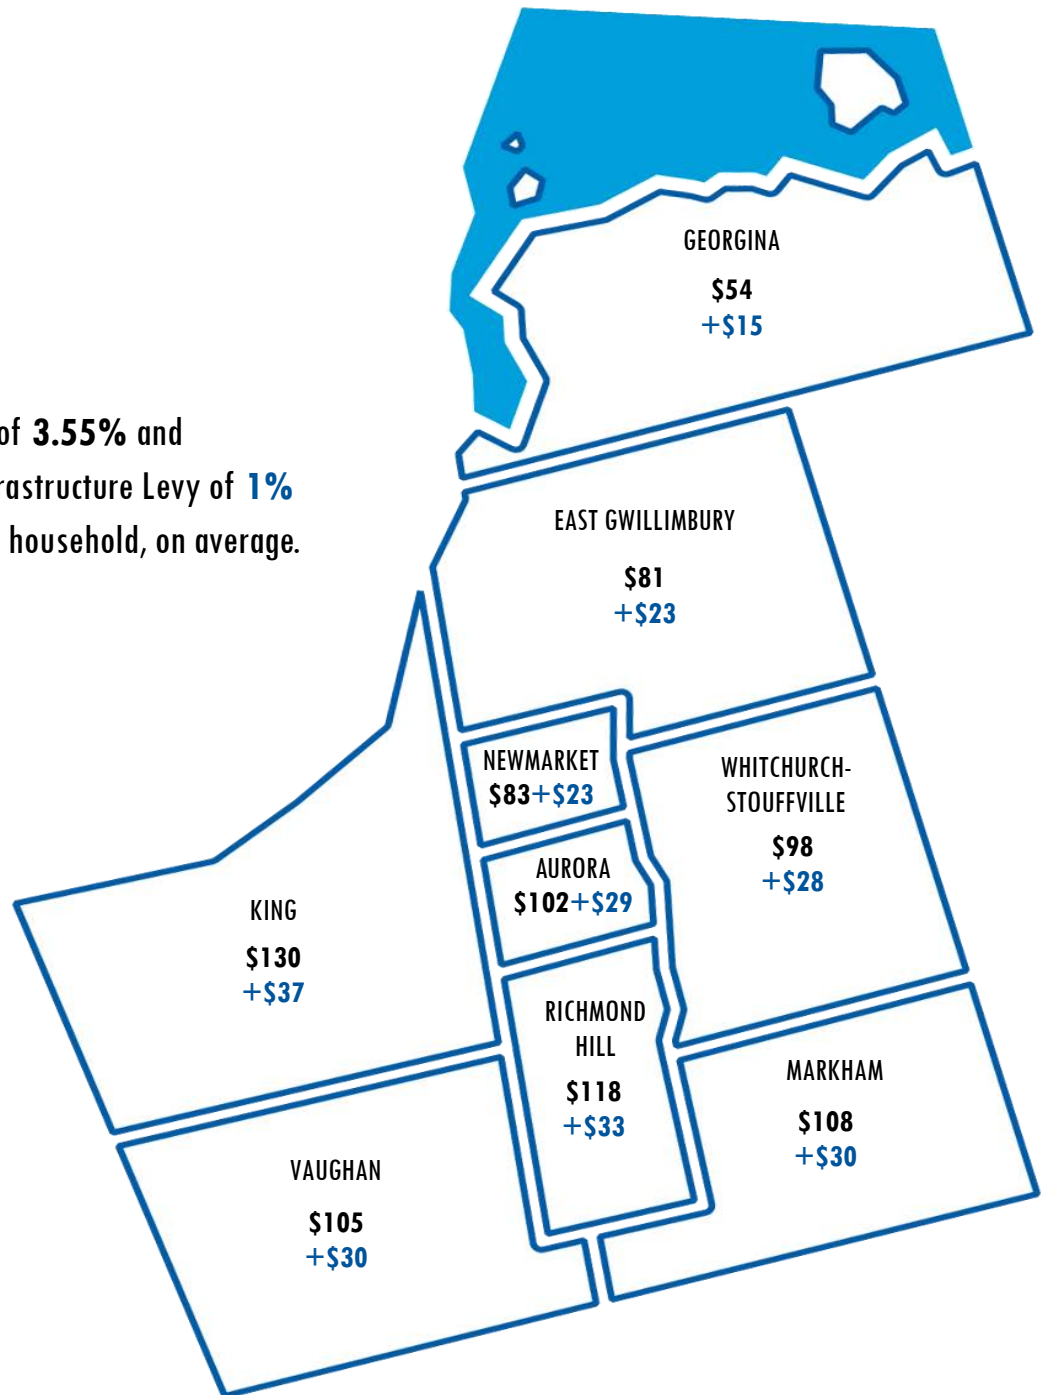 GEORGINA
$54
+$15
of 3.55% and
Levy of 1%
household, on average.
EAST GWILLIMBURY
$81
+$23
NEWMARKET
$83+$23
WHITCHURCH-
STOUFFVILLE
$98
+$28
AURORA
$102+$29
KING
$130
+$37
RICHMOND
HILL
$118
+$33
MARKHAM
$108
+$30
VAUGHAN
$105
+$30